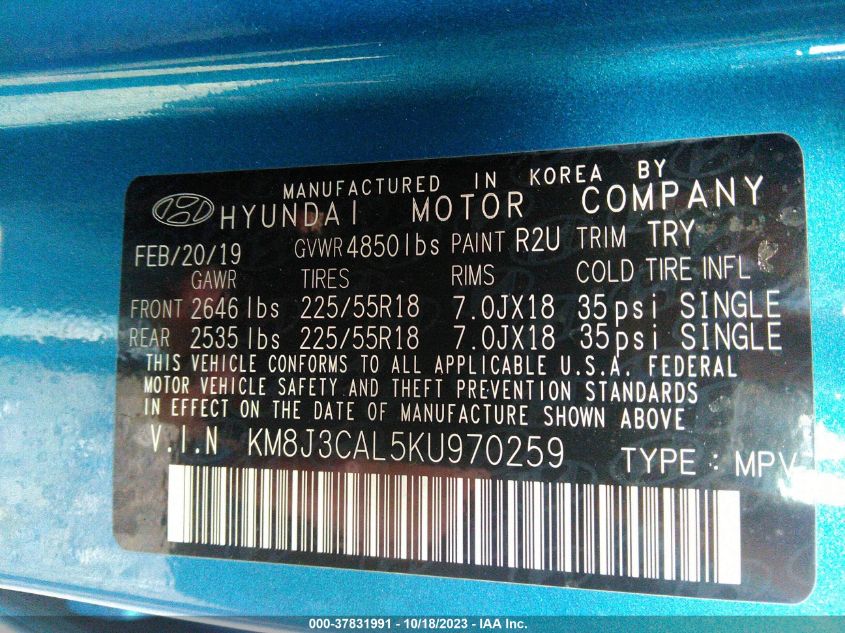 MANUFACTURED IN KOREA BY
HYUNDAI MOTOR COMPANY
FEB/20/19 GVWR 4850lbs PAINT R2U TRIM TRY
GAWR TIRES RIMS COLD TIRE INFL
FRONT 2646 lbs 225/55R18 7.0JX18 35psi SINGLE
REAR 2535 lbs 225/55R18 7.0JX18 35psi SINGLE
THIS VEHICLE CONFORMS TO ALL APPLICABLE U.S.A. FEDERAL
MOTOR VEHICLE SAFETY AND THEFT PREVENTION STANDARDS
IN EFFECT ON THE DATE OF MANUFACTURE SHOWN ABOVE
V.I.N KM8J3CAL5KU970259 TYPE : MPV
000-37831991 - 10/18/2023 - IAA Inc.